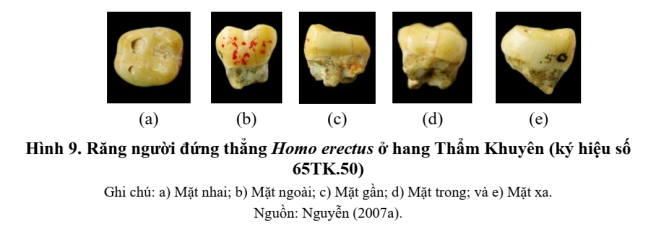 (a) (b) (c) (d) (e)
Hình 9. Răng người đứng thẳng Homo erectus ở hang Thẩm Khuyên (ký hiệu số
65TK.50)
Ghi chú: a) Mặt nhai; b) Mặt ngoài; c) Mặt gần; d) Mặt trong; và e) Mặt xa.
Nguồn: Nguyễn (2007a).